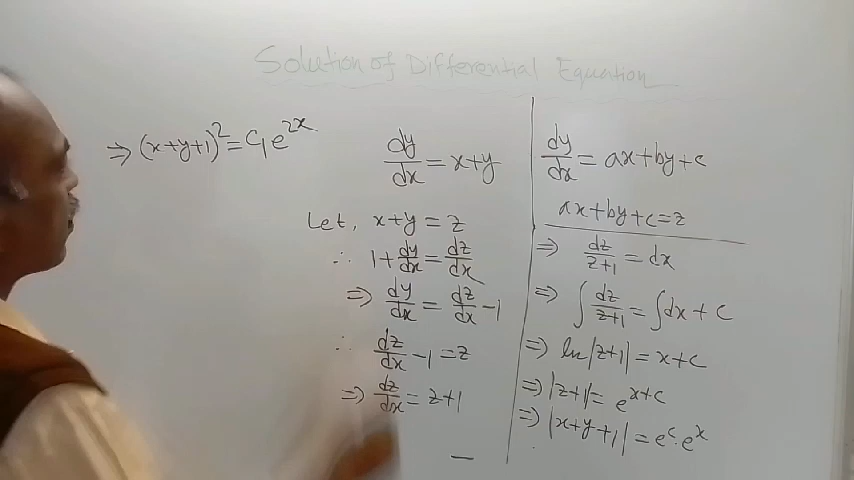 Solution of Differential Equation
⇒ (x+y+1)² = C₁e^{2x}.
dy/dx = x+y
Let, x+y = z
∴ 1+dy/dx = dz/dx
⇒ dy/dx = dz/dx -1
∴ dz/dx -1 = z
⇒ dz/dx = z+1
dy/dx = ax+by+c
ax+by+c=z
⇒ dz/z+1 = dx
⇒ ∫ dz/z+1 = ∫dx + c
⇒ ln|z+1| = x+c
⇒ |z+1| = e^{x+c}
⇒ |x+y+1| = e^c.e^x